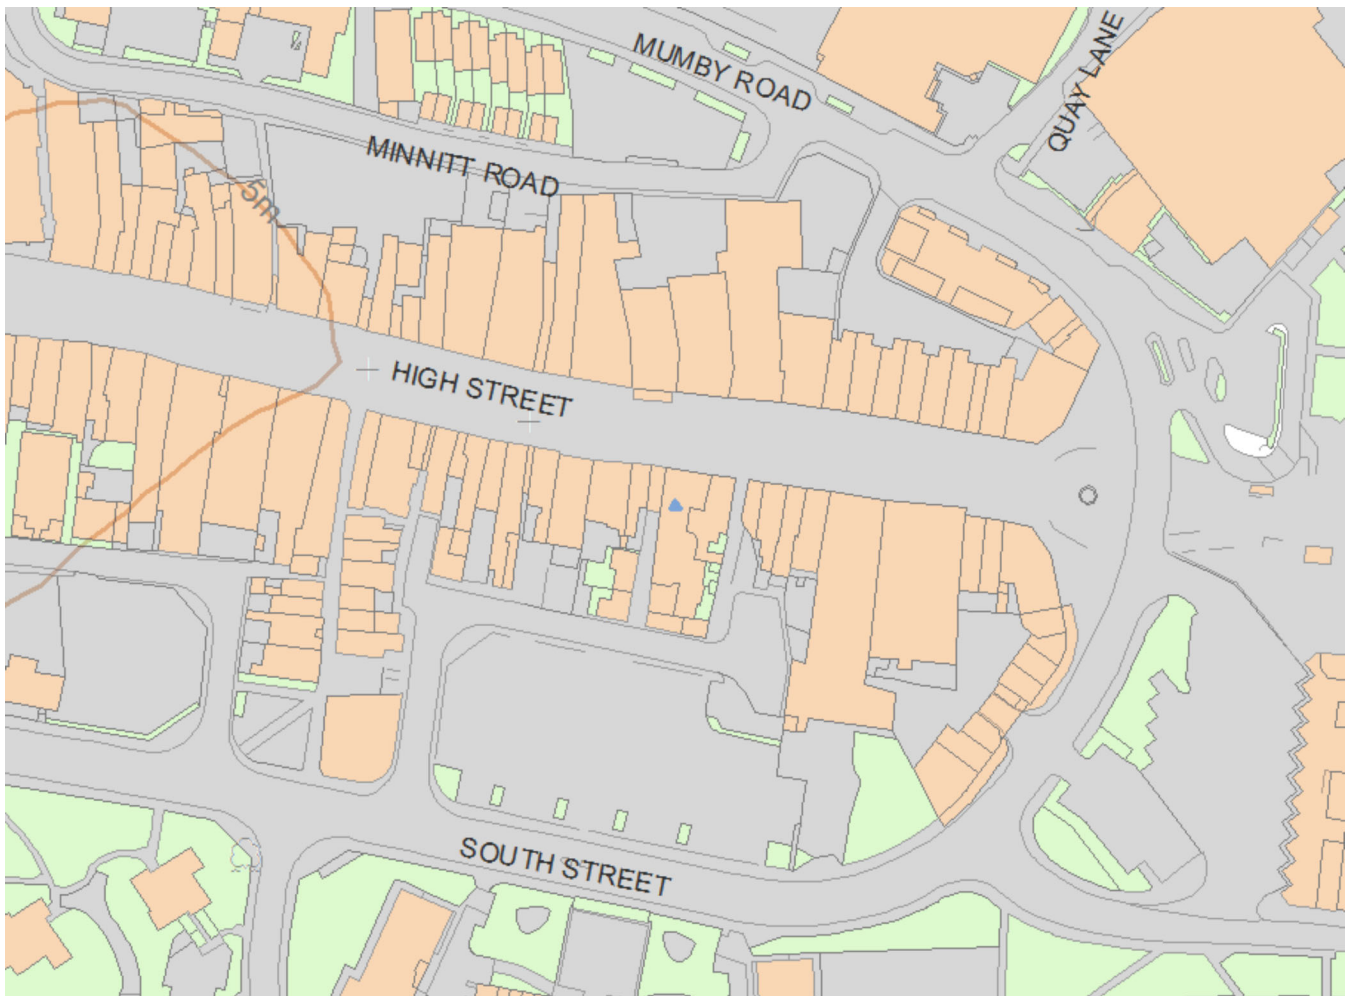 MUMBY ROAD
QUAY LANE
MINNITT ROAD
5m
HIGH STREET
SOUTH STREET